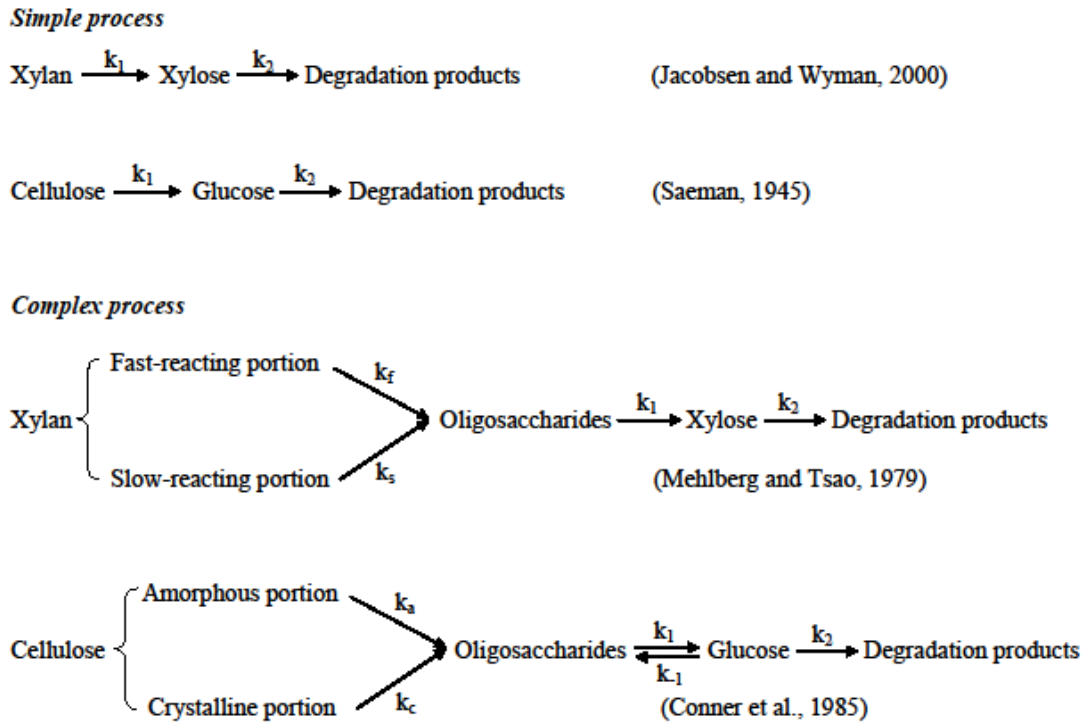 Simple process
k1 k2
Xylan Xylose Degradation products (Jacobsen and Wyman, 2000)
k1 k2
Cellulose Glucose Degradation products (Saeman, 1945)
Complex process
Fast-reacting portion
kf
k1 k2
Xylan Oligosaccharides Xylose Degradation products
ks
Slow-reacting portion (Mehlberg and Tsao, 1979)
Amorphous portion
ka
k1 k2
Cellulose Oligosaccharides Glucose Degradation products
k-1
kc
Crystalline portion (Conner et al., 1985)